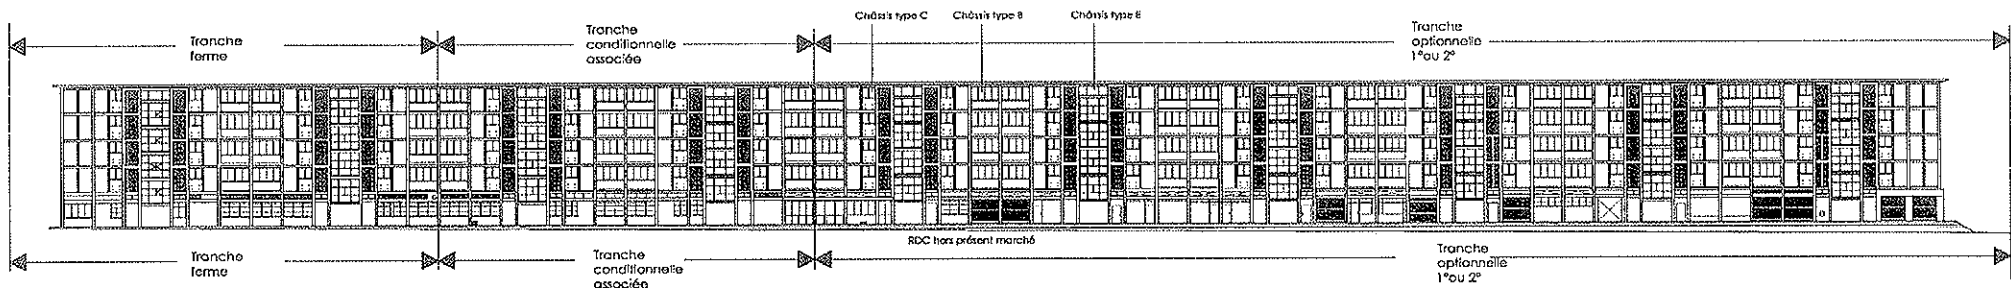 Châssis type C
Châssis type B
Châssis type E
Tranche
ferme
Tranche
conditionnelle
associée
Tranche
optionnelle
1° ou 2°
RDC hors présent marché
Tranche
ferme
Tranche
conditionnelle
associée
Tranche
optionnelle
1° ou 2°